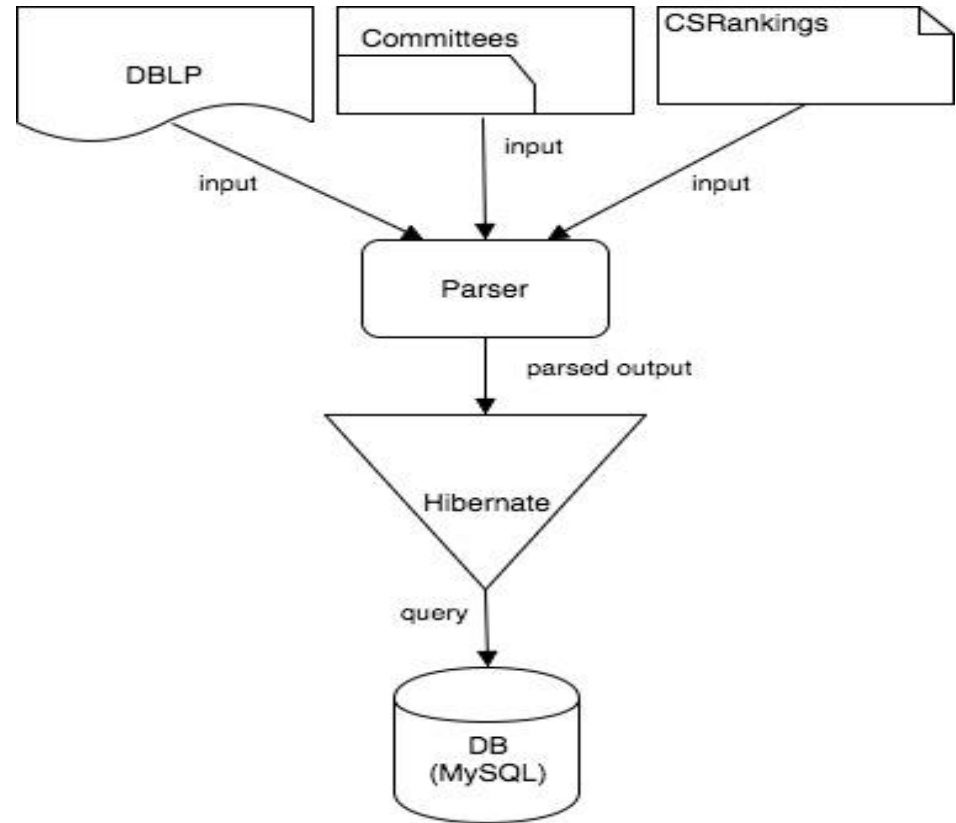 DBLP
Committees
CSRankings
input
input
input
Parser
parsed output
Hibernate
query
DB
(MySQL)